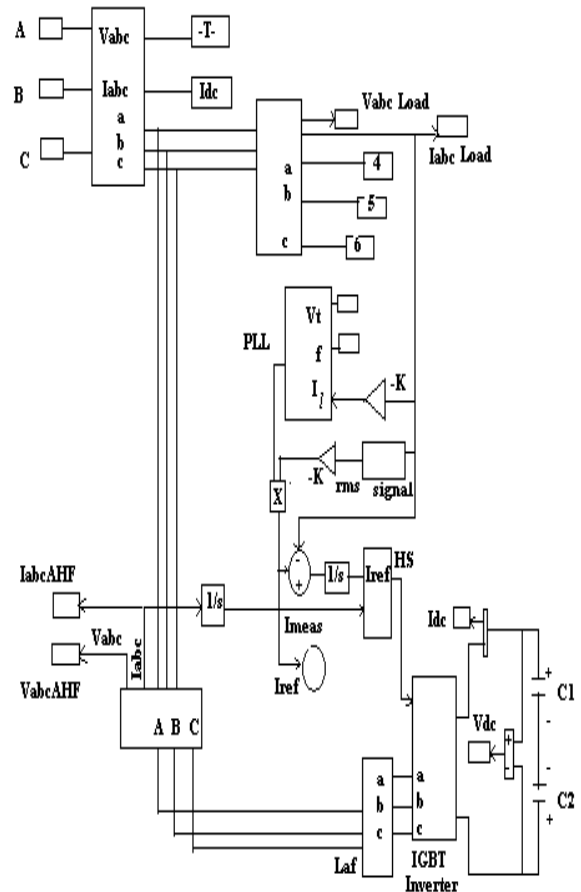 A
Vabc
-T-
B
Iabc
Idc
a
b
c
C
Vabc Load
Iabc Load
a
4
b
5
c
6
PLL
Vt
f
Il
-K
-K
rms
signal
X
-
+
1/s
Iref
HS
IabcAHF
1/s
Vabc
Iabc
Imeas
VabcAHF
Iref
Idc
+
C1
-
Vdc
+
-
-
C2
+
A B C
a
b
c
a
b
c
Laf
IGBT
Inverter